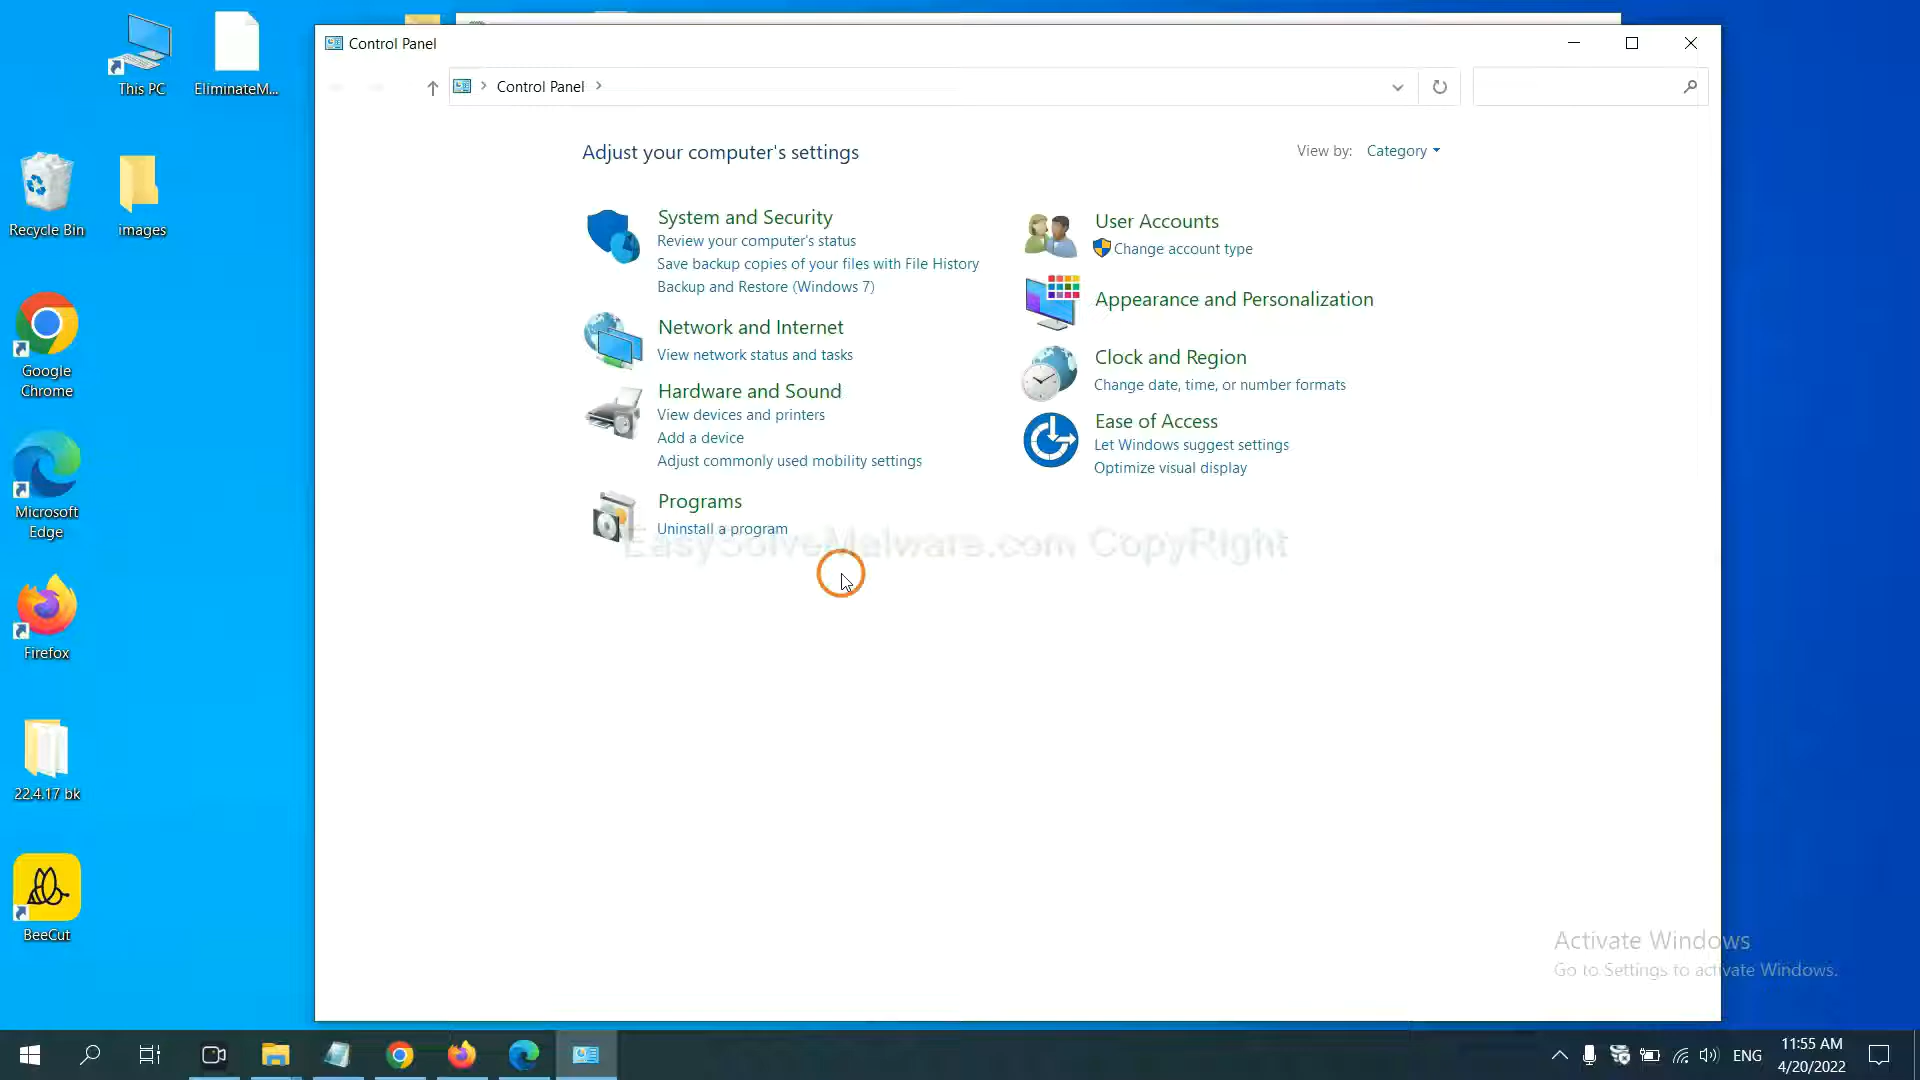 This PC
EliminateM...
Recycle Bin
images
Google
Chrome
Microsoft
Edge
Firefox
22.4.17 bk
BeeCut
Control Panel
Control Panel
Adjust your computer's settings
View by: Category
System and Security
Review your computer's status
Save backup copies of your files with File History
Backup and Restore (Windows 7)
Network and Internet
View network status and tasks
Hardware and Sound
View devices and printers
Add a device
Adjust commonly used mobility settings
Programs
Uninstall a program
User Accounts
Change account type
Appearance and Personalization
Clock and Region
Change date, time, or number formats
Ease of Access
Let Windows suggest settings
Optimize visual display
EasySolveMalware.com CopyRight
Activate Windows
Go to Settings to activate Windows.
ENG
11:55 AM
4/20/2022